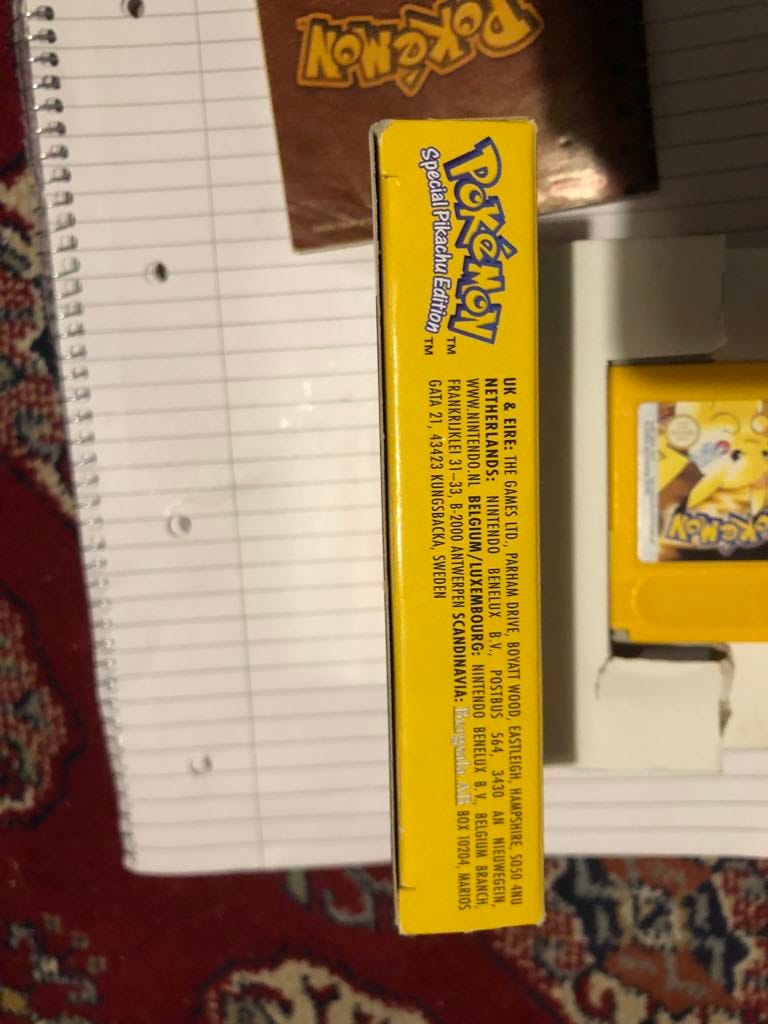 POKéMON
POKéMON
Special Pikachu Edition™
™
UK & EIRE: THE GAMES LTD., PARHAM DRIVE, BOYATT WOOD, EASTLEIGH, HAMPSHIRE, SO50 4NU
NETHERLANDS: NINTENDO BENELUX B.V., POSTBUS 564, 3430 AN NIEUWEGEIN,
WWW.NINTENDO.NL BELGIUM/LUXEMBOURG: NINTENDO BENELUX B.V., BELGIUM BRANCH,
FRANKRIJKLEI 31-33, B-2000 ANTWERPEN SCANDINAVIA: Bergsala AB BOX 10204, MARIOS
GATA 21, 43423 KUNGSBACKA, SWEDEN
POKéMON